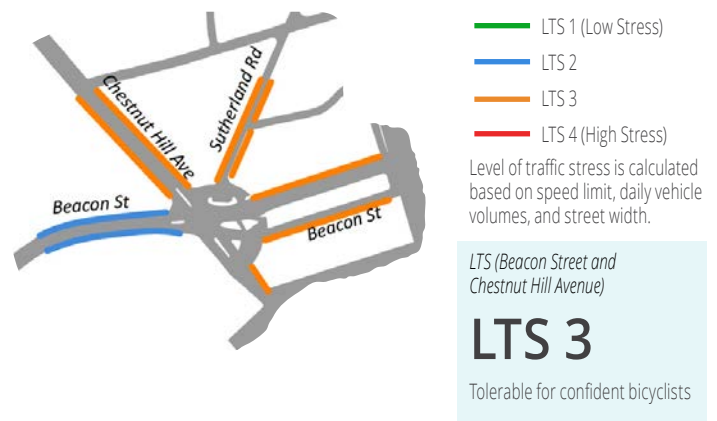 Chestnut Hill Ave
Sutherland Rd
Beacon St
Beacon St
LTS 1 (Low Stress)
LTS 2
LTS 3
LTS 4 (High Stress)
Level of traffic stress is calculated
based on speed limit, daily vehicle
volumes, and street width.
LTS (Beacon Street and
Chestnut Hill Avenue)
LTS 3
Tolerable for confident bicyclists